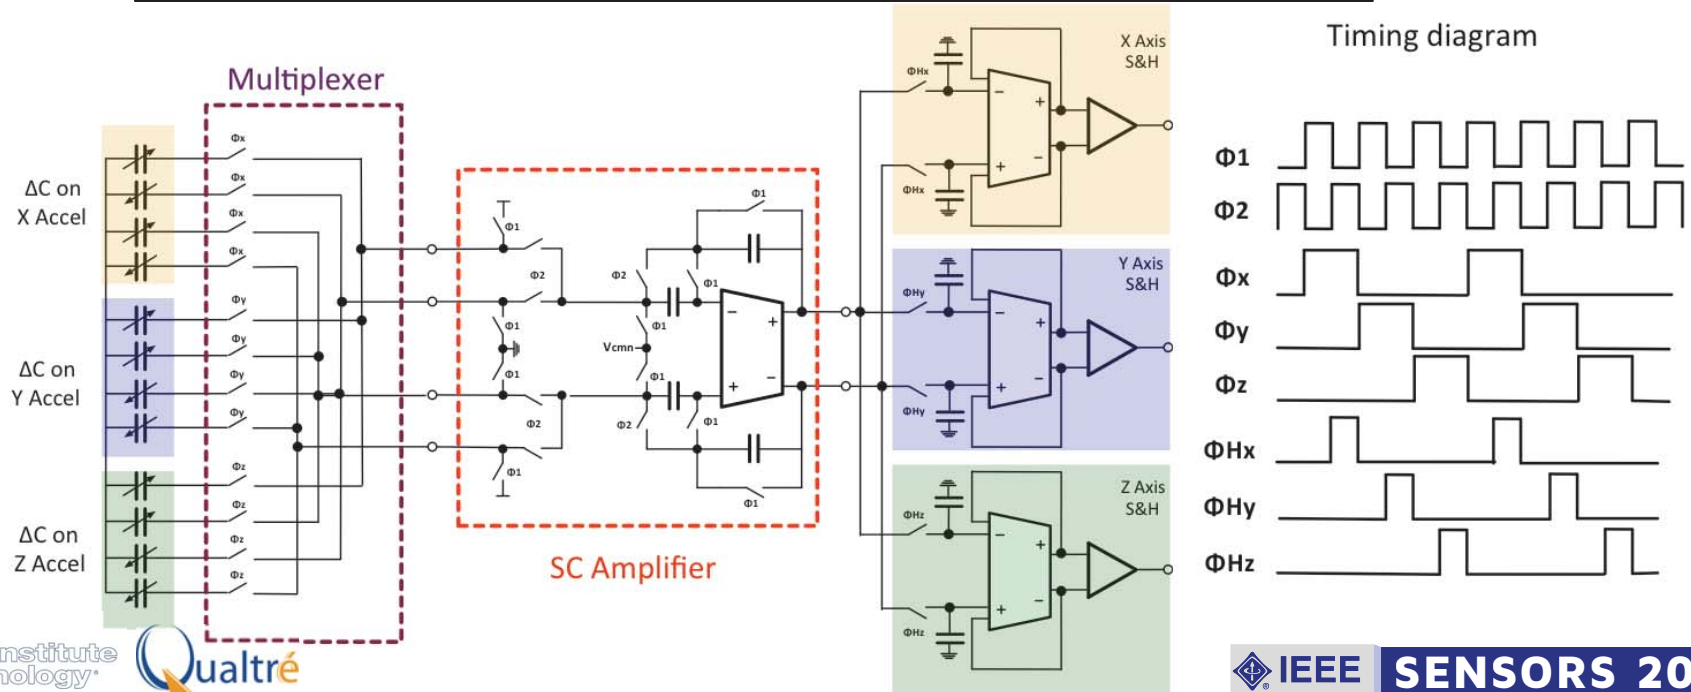 Timing diagram
Multiplexer
ΔC on
X Accel
ΔC on
Y Accel
ΔC on
Z Accel
Φx
Φx
Φx
Φx
Φy
Φy
Φy
Φy
Φz
Φz
Φz
Φz
Φ1
Φ2
Φ1
Φ1
Φ2
Φ1
Φ1
Φ2
Φ1
Φ1
Vcmn
Φ1
Φ2
Φ1
Φ1
−
+
+
−
SC Amplifier
X Axis
S&H
ΦHx
ΦHx
−
+
+
−
Y Axis
S&H
ΦHy
ΦHy
−
+
+
−
Z Axis
S&H
ΦHz
ΦHz
−
+
+
−
Φ1
Φ2
Φx
Φy
Φz
ΦHx
ΦHy
ΦHz
nstitute
nology
Qualtré
IEEE SENSORS 20